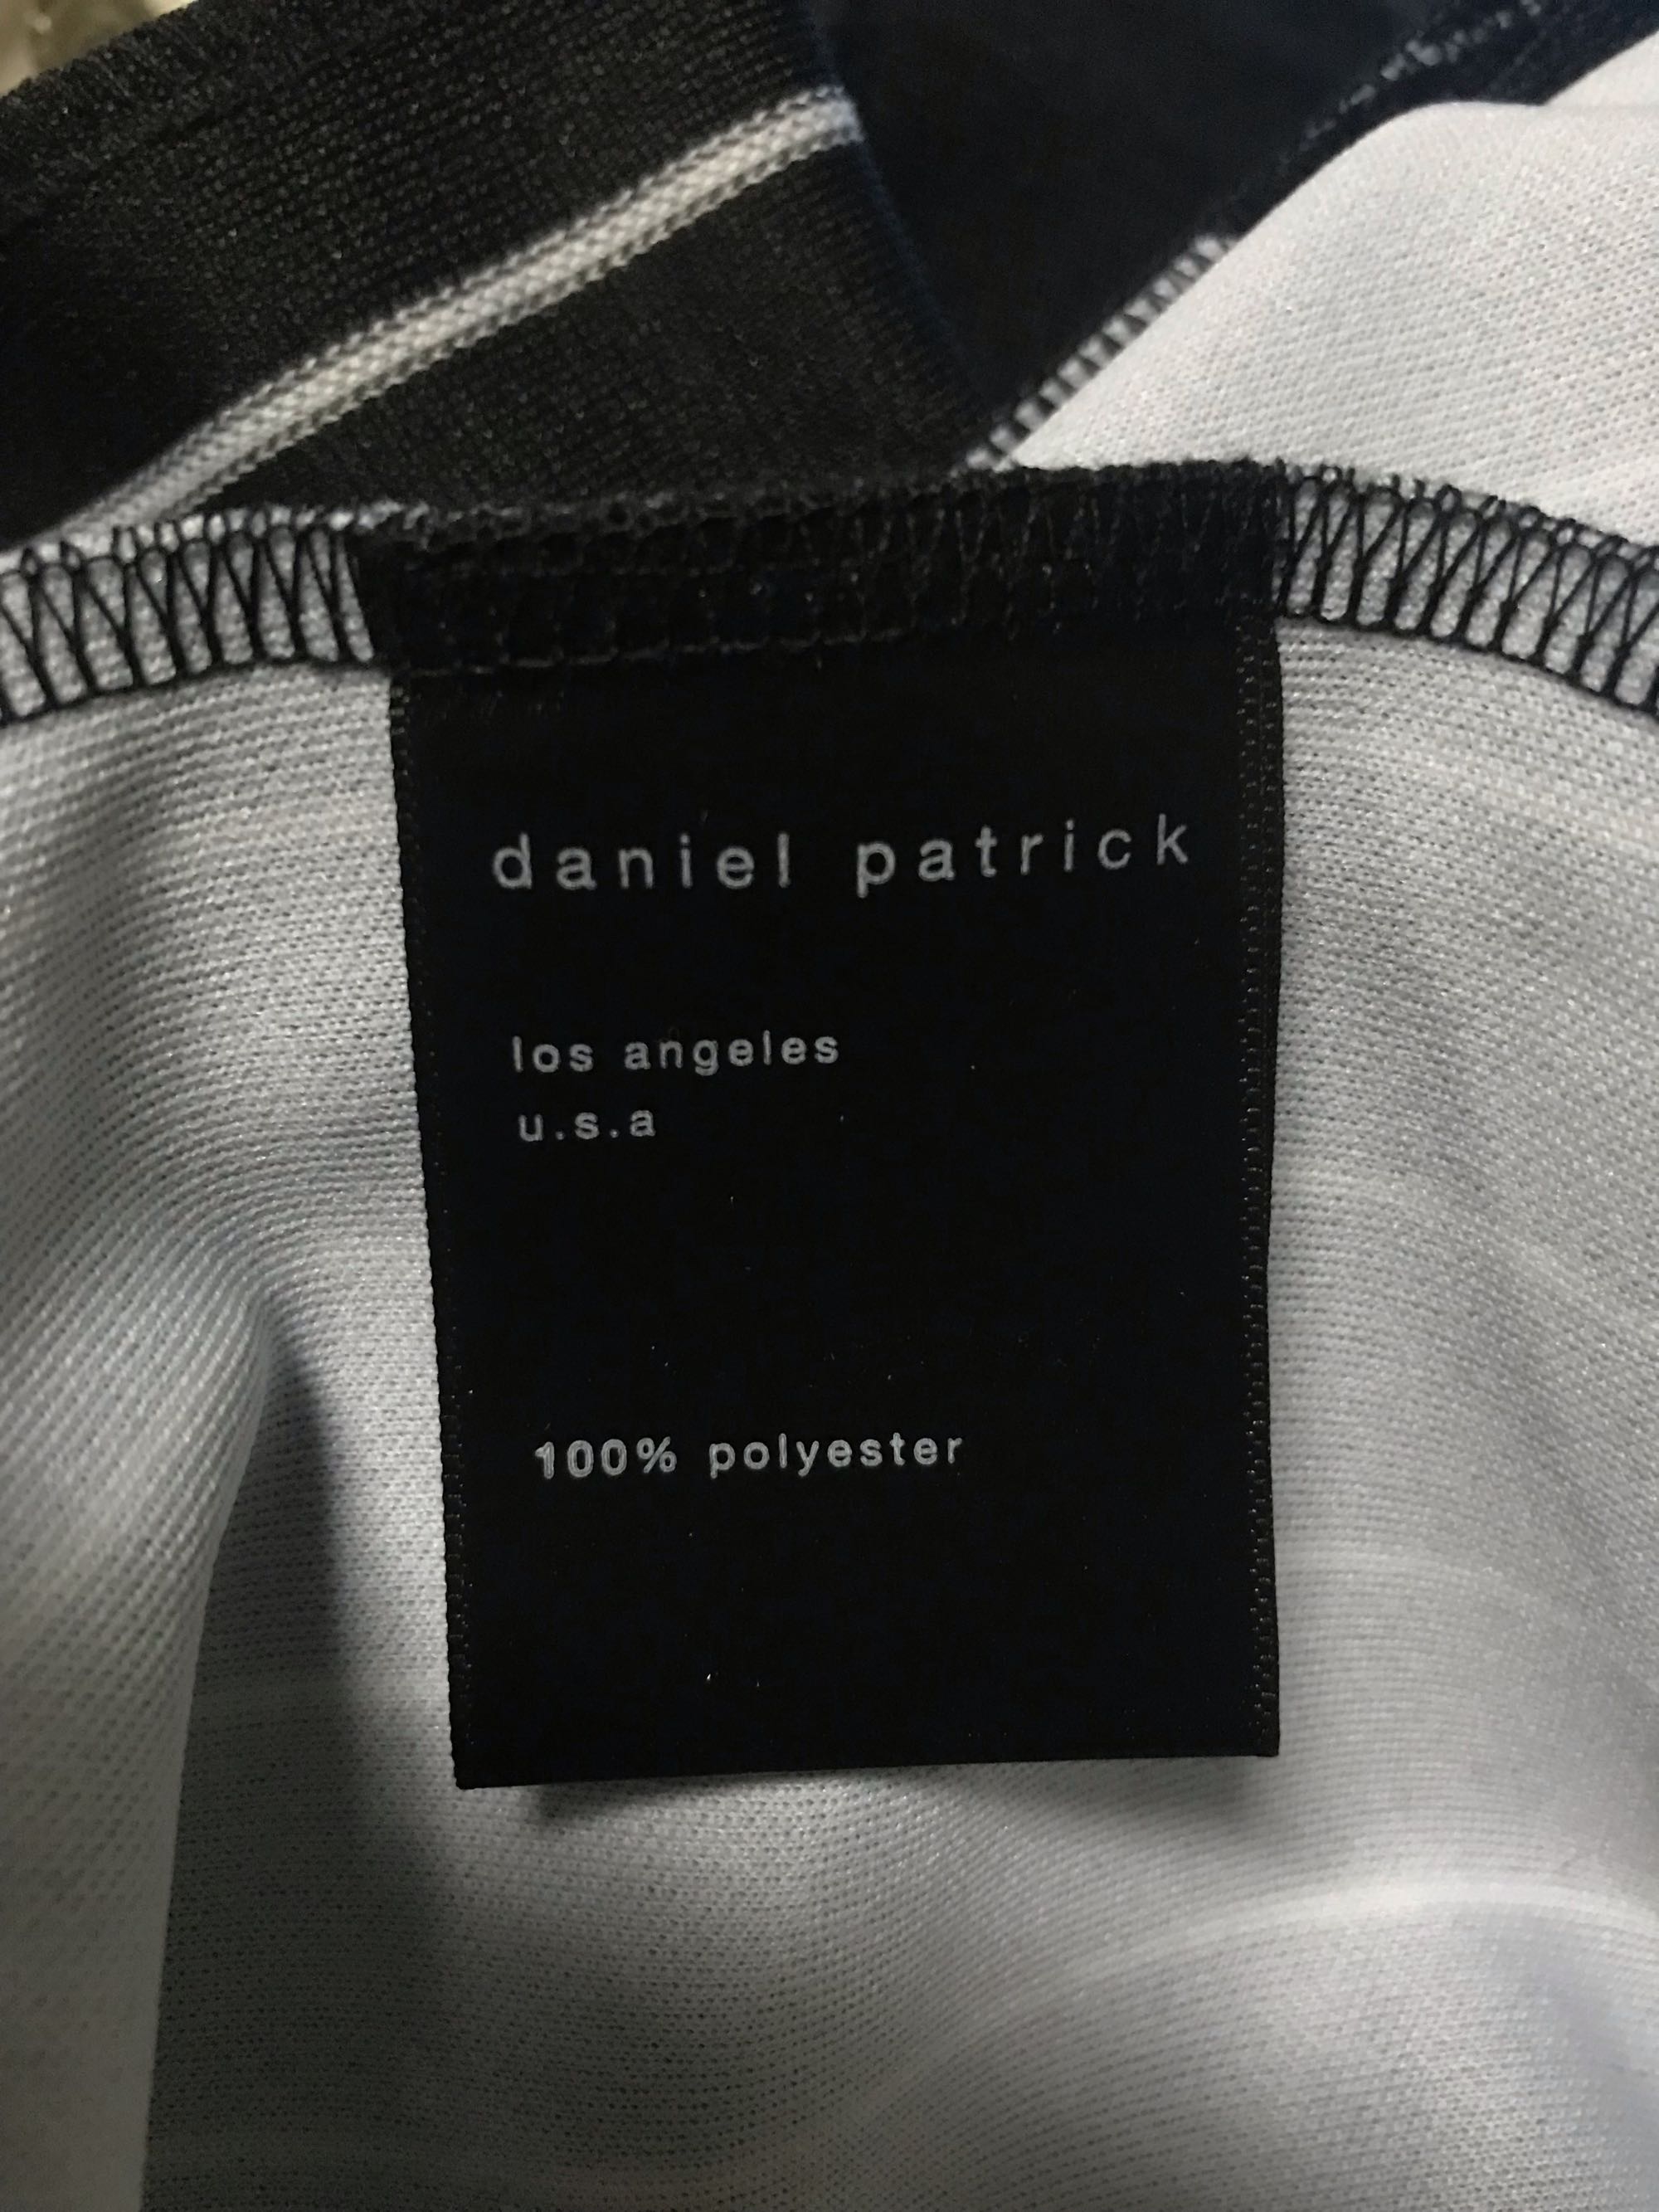 daniel patrick
los angeles
u.s.a
100% polyester